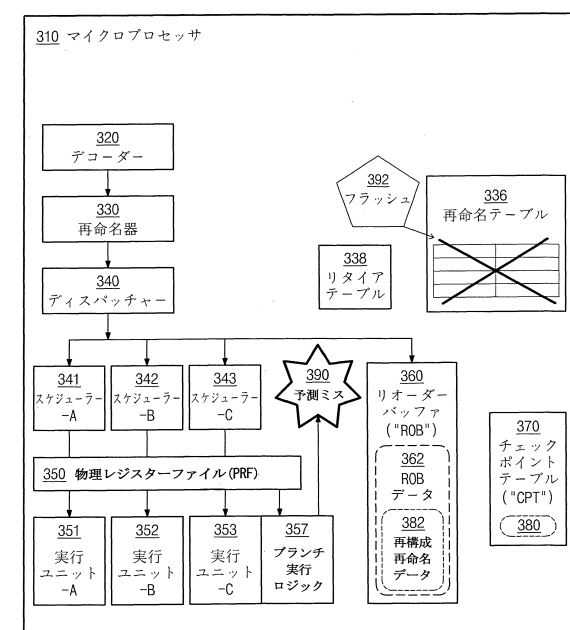 310 マイクロプロセッサ
320
デコーダー
330
再命名器
340
ディスパッチャー
392
フラッシュ
336
再命名テーブル
338
リタイア
テーブル
341
スケジューラー
-A
342
スケジューラー
-B
343
スケジューラー
-C
390
予測ミス
360
リオーダー
バッファ
("ROB")
362
ROB
データ
382
再構成
再命名
データ
370
チェック
ポイント
テーブル
("CPT")
380
350 物理レジスターファイル(PRF)
351
実行
ユニット
-A
352
実行
ユニット
-B
353
実行
ユニット
-C
357
ブランチ
実行
ロジック